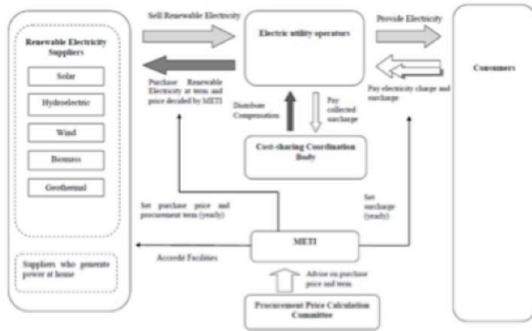 Renewable Electricity
Suppliers
Solar
Hydroelectric
Wind
Biomass
Geothermal
Suppliers who generate
power at home
Sell Renewable Electricity
Purchase Renewable
Electricity at term and
price decided by METI
Electric utility operators
Provide Electricity
Pay electricity charge and
surcharge
Consumers
Distribute
Compensation
Pay
collected
surcharge
Cost-sharing Coordination
Body
Set purchase price and
procurement term (yearly)
Set
surcharge
(yearly)
METI
Accredit Facilities
Advise on purchase
price and term
Procurement Price Calculation
Committee